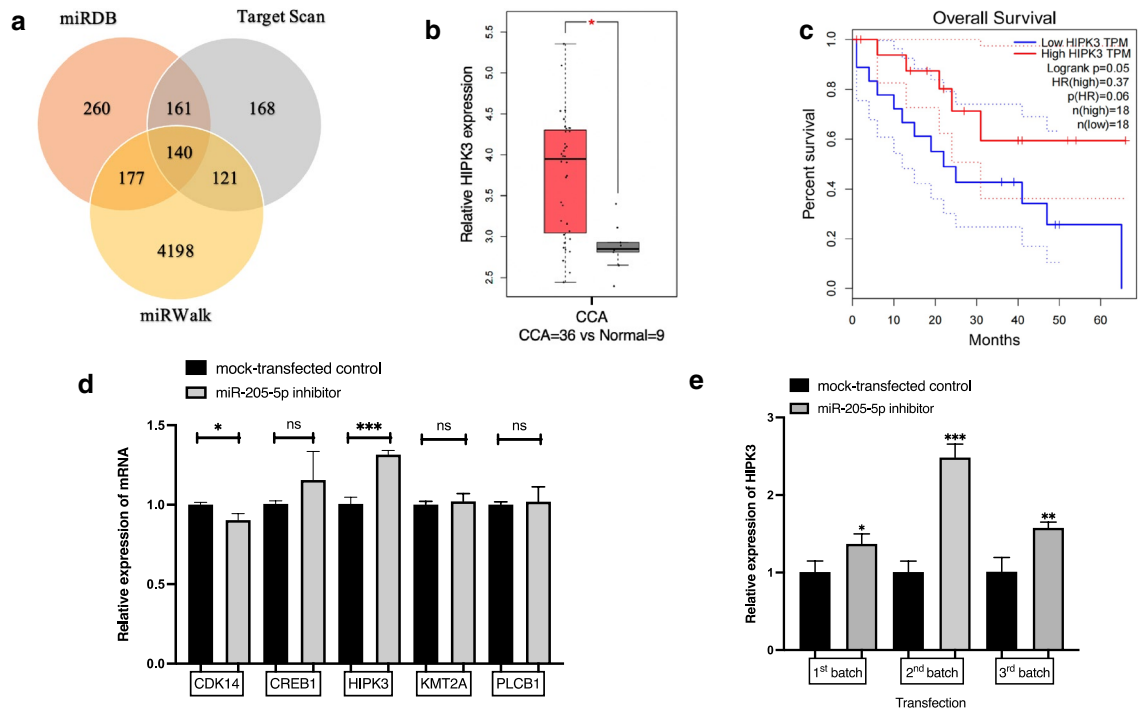 a
miRDB
Target Scan
260
161
168
140
177
121
4198
miRWalk
b
Relative HIPK3 expression
5.5
5.0
4.5
4.0
3.5
3.0
2.5
*
CCA
CCA=36 vs Normal=9
c
Overall Survival
Percent survival
1.0
0.8
0.6
0.4
0.2
0.0
Low HIPK3 TPM
High HIPK3 TPM
Logrank p=0.05
HR(high)=0.37
p(HR)=0.06
n(high)=18
n(low)=18
0 10 20 30 40 50 60
Months
d
mock-transfected control
miR-205-5p inhibitor
Relative expression of mRNA
1.5
1.0
0.5
0.0
* ns *** ns ns
CDK14 CREB1 HIPK3 KMT2A PLCB1
e
mock-transfected control
miR-205-5p inhibitor
Relative expression of HIPK3
3
2
1
0
* *** **
1st batch 2nd batch 3rd batch
Transfection